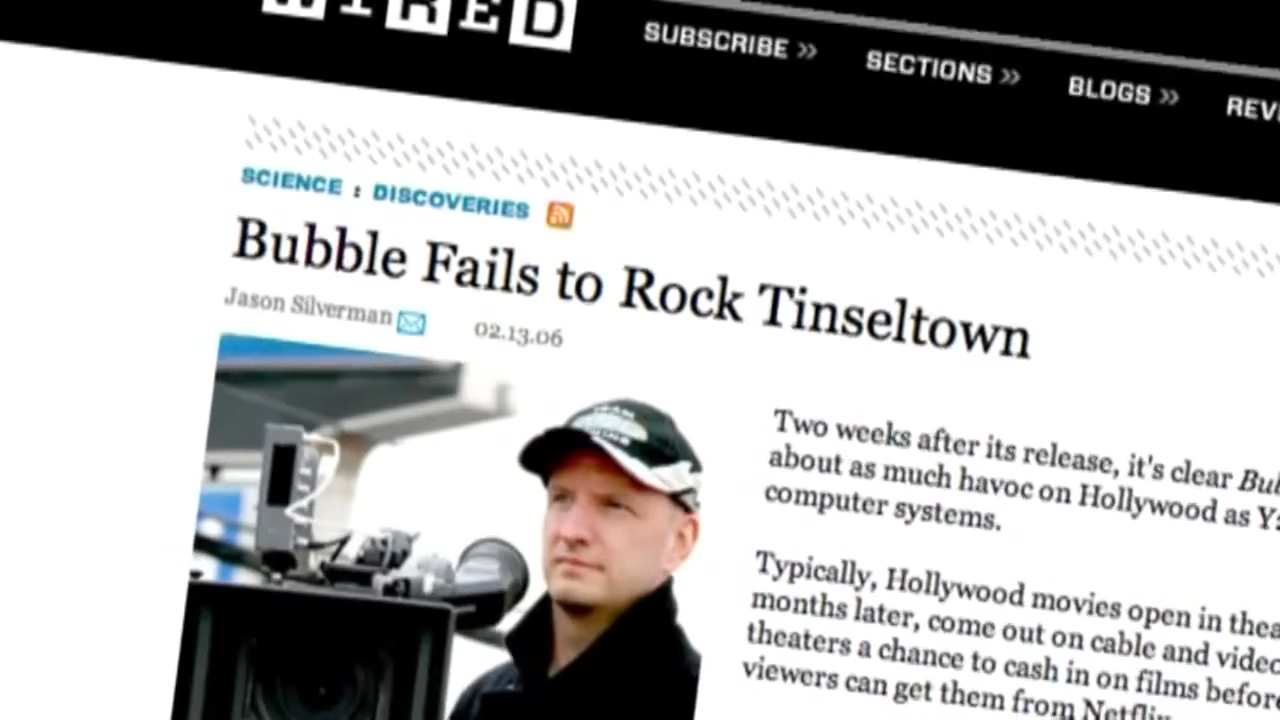 WIRED
SUBSCRIBE »
SECTIONS »
BLOGS »
SCIENCE : DISCOVERIES
Bubble Fails to Rock Tinseltown
Jason Silverman
02.13.06
Two weeks after its release, it's clear
about as much havoc on Hollywood as
computer systems.
Typically, Hollywood movies open in
months later, come out on cable and video
theaters a chance to cash in on films before
viewers can get them from Netflix